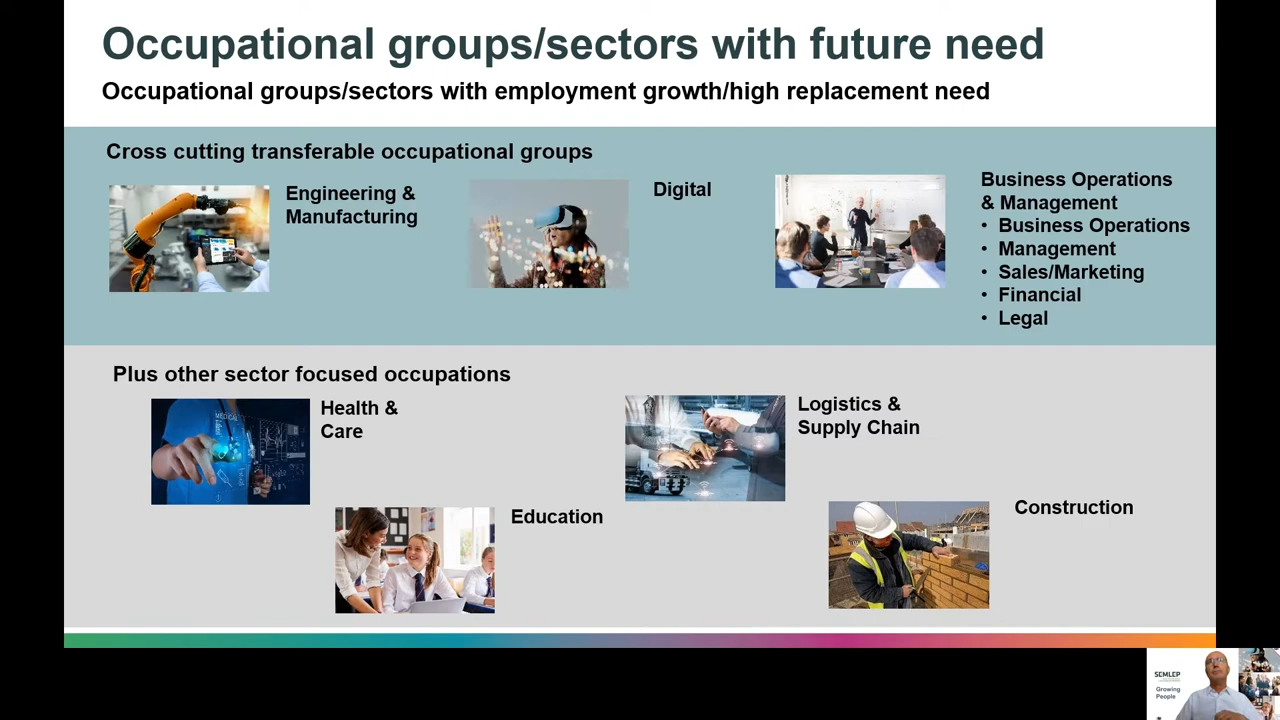 Occupational groups/sectors with future need
Occupational groups/sectors with employment growth/high replacement need
Cross cutting transferable occupational groups
Engineering &
Manufacturing
Digital
Business Operations
& Management
• Business Operations
• Management
• Sales/Marketing
• Financial
• Legal
Plus other sector focused occupations
MEDICAL
Health &
Care
Logistics &
Supply Chain
Education
Construction
SEMLEP
Growing
People